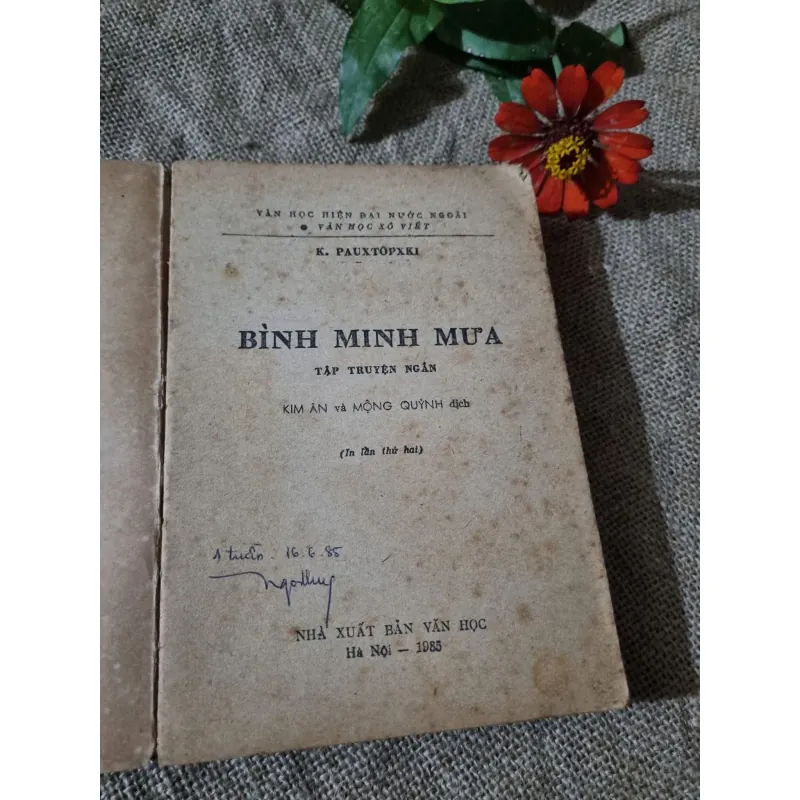 VĂN HỌC HIỆN ĐẠI NƯỚC NGOÀI
● VĂN HỌC XÔ VIẾT
K. PAUXTÔPXKI
BÌNH MINH MƯA
TẬP TRUYỆN NGẮN
KIM ÂN và MỘNG QUỲNH dịch
(In lần thứ hai)
16.6.85
NHÀ XUẤT BẢN VĂN HỌC
Hà Nội — 1985